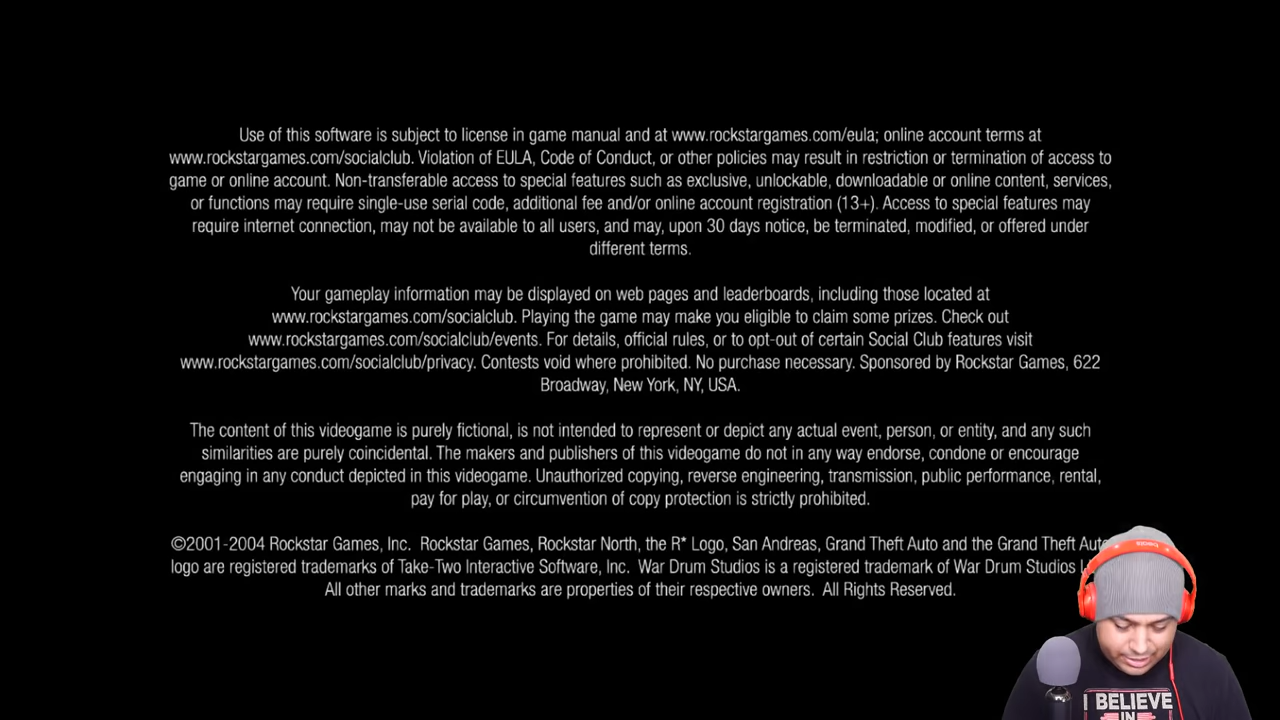 Use of this software is subject to license in game manual and at www.rockstargames.com/eula; online account terms at
www.rockstargames.com/socialclub. Violation of EULA, Code of Conduct, or other policies may result in restriction or termination of access to
game or online account. Non-transferable access to special features such as exclusive, unlockable, downloadable or online content, services,
or functions may require single-use serial code, additional fee and/or online account registration (13+). Access to special features may
require internet connection, may not be available to all users, and may, upon 30 days notice, be terminated, modified, or offered under
different terms.
Your gameplay information may be displayed on web pages and leaderboards, including those located at
www.rockstargames.com/socialclub. Playing the game may make you eligible to claim some prizes. Check out
www.rockstargames.com/socialclub/events. For details, official rules, or to opt-out of certain Social Club features visit
www.rockstargames.com/socialclub/privacy. Contests void where prohibited. No purchase necessary. Sponsored by Rockstar Games, 622
Broadway, New York, NY, USA.
The content of this videogame is purely fictional, is not intended to represent or depict any actual event, person, or entity, and any such
similarities are purely coincidental. The makers and publishers of this videogame do not in any way endorse, condone or encourage
engaging in any conduct depicted in this videogame. Unauthorized copying, reverse engineering, transmission, public performance, rental,
pay for play, or circumvention of copy protection is strictly prohibited.
©2001-2004 Rockstar Games, Inc. Rockstar Games, Rockstar North, the R* Logo, San Andreas, Grand Theft Auto and the Grand Theft Auto
logo are registered trademarks of Take-Two Interactive Software, Inc. War Drum Studios is a registered trademark of War Drum Studios
All other marks and trademarks are properties of their respective owners. All Rights Reserved.
I BELIEVE
IN